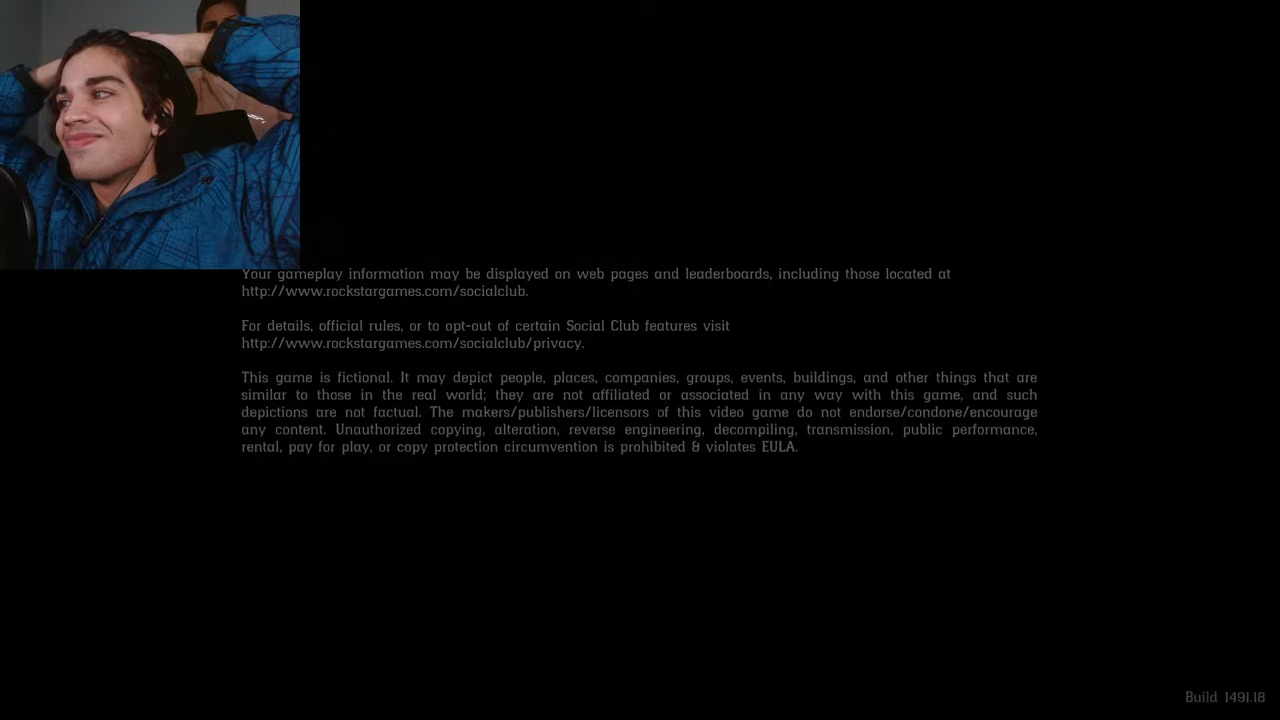 Your gameplay information may be displayed on web pages and leaderboards, including those located at
http://www.rockstargames.com/socialclub.
For details, official rules, or to opt-out of certain Social Club features visit
http://www.rockstargames.com/socialclub/privacy.
This game is fictional. It may depict people, places, companies, groups, events, buildings, and other things that are
similar to those in the real world; they are not affiliated or associated in any way with this game, and such
depictions are not factual. The makers/publishers/licensors of this video game do not endorse/condone/encourage
any content. Unauthorized copying, alteration, reverse engineering, decompiling, transmission, public performance,
rental, pay for play, or copy protection circumvention is prohibited & violates EULA.
Build 1491.18